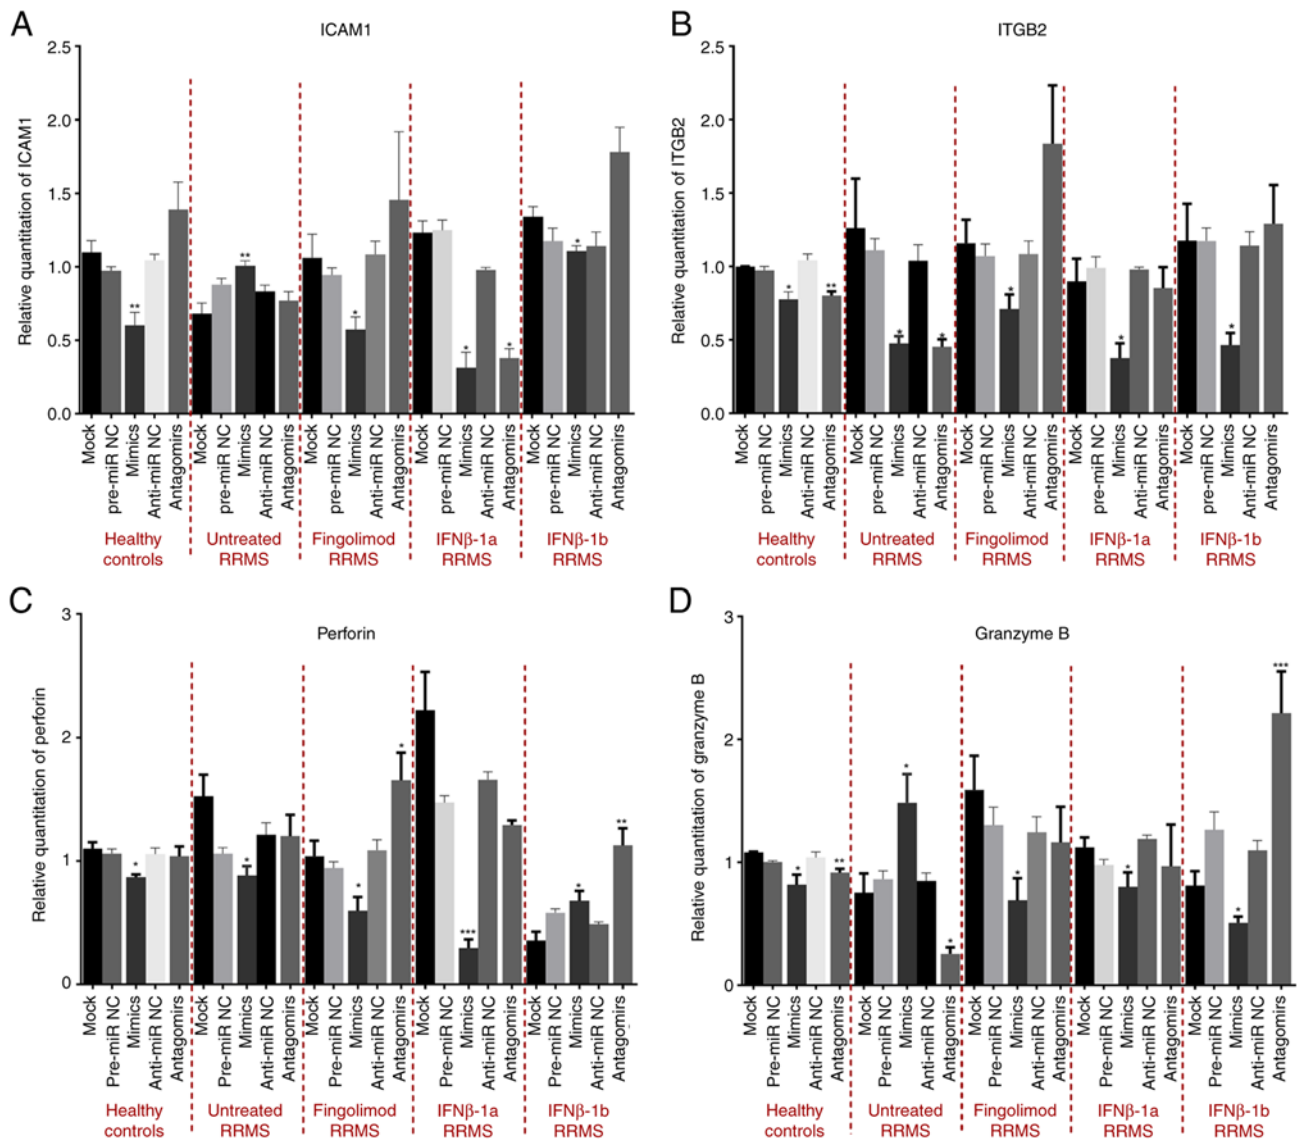 A
ICAM1
Relative quantitation of ICAM1
2.5
2.0
1.5
1.0
0.5
0.0
** ** * * * *
Mock
pre-miR NC
Mimics
Anti-miR NC
Antagomirs
Mock
pre-miR NC
Mimics
Anti-miR NC
Antagomirs
Mock
pre-miR NC
Mimics
Anti-miR NC
Antagomirs
Mock
pre-miR NC
Mimics
Anti-miR NC
Antagomirs
Mock
pre-miR NC
Mimics
Anti-miR NC
Antagomirs
Healthy controls
Untreated RRMS
Fingolimod RRMS
IFNβ-1a RRMS
IFNβ-1b RRMS
B
ITGB2
Relative quantitation of ITGB2
2.5
2.0
1.5
1.0
0.5
0.0
* ** * * * * *
Mock
pre-miR NC
Mimics
Anti-miR NC
Antagomirs
Mock
pre-miR NC
Mimics
Anti-miR NC
Antagomirs
Mock
pre-miR NC
Mimics
Anti-miR NC
Antagomirs
Mock
pre-miR NC
Mimics
Anti-miR NC
Antagomirs
Mock
pre-miR NC
Mimics
Anti-miR NC
Antagomirs
Healthy controls
Untreated RRMS
Fingolimod RRMS
IFNβ-1a RRMS
IFNβ-1b RRMS
C
Perforin
Relative quantitation of perforin
3
2
1
0
* * * * *** * **
Mock
Pre-miR NC
Mimics
Anti-miR NC
Antagomirs
Mock
Pre-miR NC
Mimics
Anti-miR NC
Antagomirs
Mock
Pre-miR NC
Mimics
Anti-miR NC
Antagomirs
Mock
Pre-miR NC
Mimics
Anti-miR NC
Antagomirs
Mock
Pre-miR NC
Mimics
Anti-miR NC
Antagomirs
Healthy controls
Untreated RRMS
Fingolimod RRMS
IFNβ-1a RRMS
IFNβ-1b RRMS
D
Granzyme B
Relative quantitation of granzyme B
3
2
1
0
* ** * * * * * ***
Mock
Pre-miR NC
Mimics
Anti-miR NC
Antagomirs
Mock
Pre-miR NC
Mimics
Anti-miR NC
Antagomirs
Mock
Pre-miR NC
Mimics
Anti-miR NC
Antagomirs
Mock
Pre-miR NC
Mimics
Anti-miR NC
Antagomirs
Mock
Pre-miR NC
Mimics
Anti-miR NC
Antagomirs
Healthy controls
Untreated RRMS
Fingolimod RRMS
IFNβ-1a RRMS
IFNβ-1b RRMS